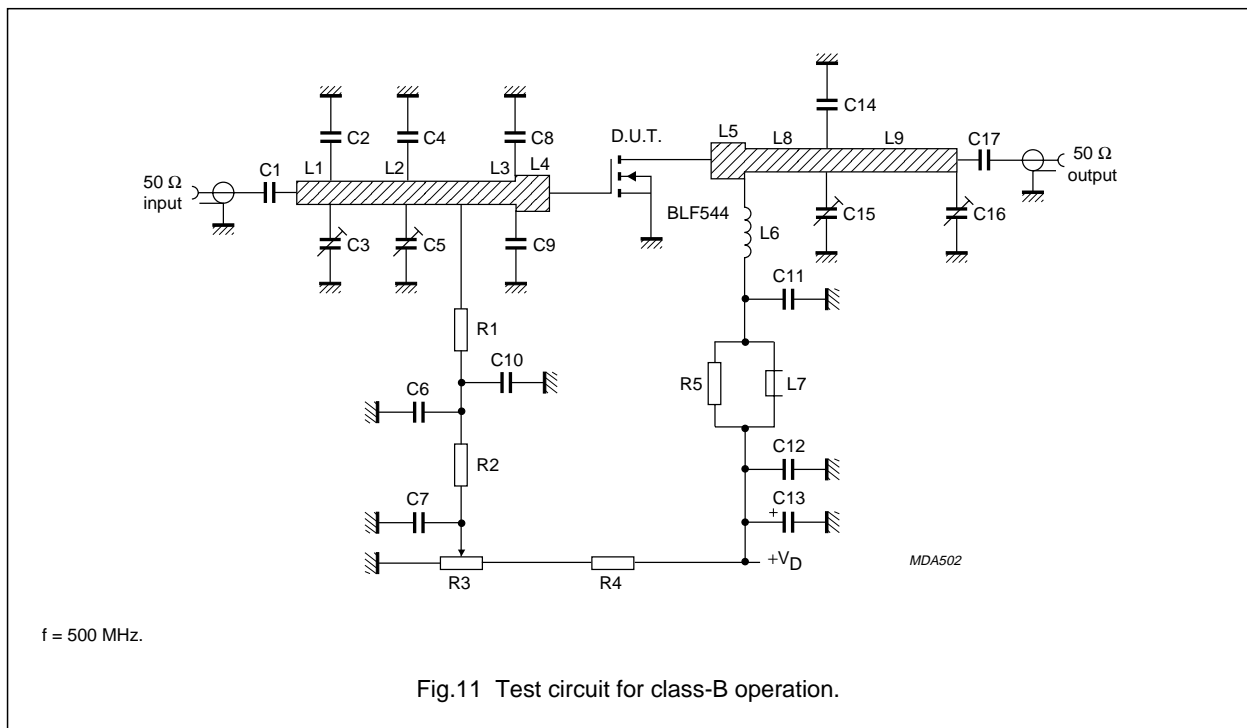 C2
C4
C8
C14
D.U.T.
L5
L8
L9
C17
C1
L1
L2
L3
L4
50 Ω
input
50 Ω
output
C3
C5
C9
BLF544
C15
C16
L6
C11
R1
C10
R5
L7
C6
R2
C12
C7
C13
+
+VD
R3
R4
MDA502
f = 500 MHz.
Fig.11 Test circuit for class-B operation.